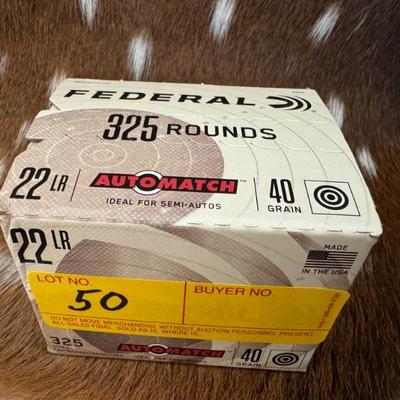 FEDERAL
325 ROUNDS
22 LR
AUTOMATCH
IDEAL FOR SEMI-AUTOS
40
GRAIN
22 LR
MADE
IN THE USA
LOT NO.
50
BUYER NO.
DO NOT MOVE MERCHANDISE WITHOUT AUCTION PERSONNEL PRESENT.
ALL SALES FINAL. SOLD AS IS, WHERE IS.
325
AUTOMATCH
40
GRAIN